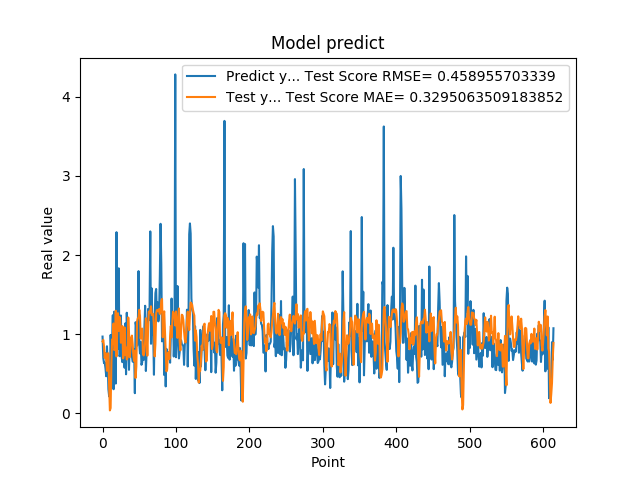 Model predict
Predict y... Test Score RMSE= 0.458955703339
Test y... Test Score MAE= 0.3295063509183852
Real value
4
3
2
1
0
0 100 200 300 400 500 600
Point